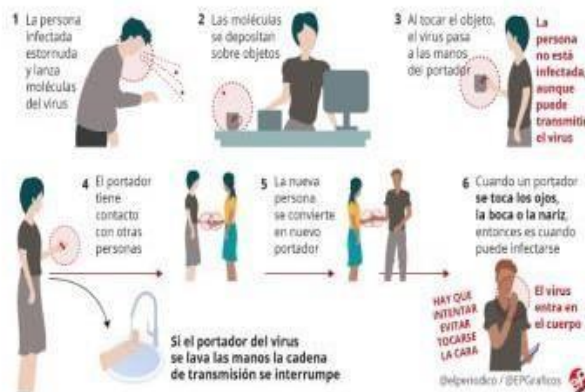 1 La persona
infectada
estornuda
y lanza
moléculas
del virus
2 Las moléculas
se depositan
sobre objetos
3 Al tocar el objeto,
el virus pasa
a las manos
del portador
La
persona
no está
infectada,
aunque
puede
transmitir
el virus
4 El portador
tiene
contacto
con otras
personas
5 La nueva
persona
se convierte
en nuevo
portador
6 Cuando un portador
se toca los ojos,
la boca o la nariz,
entonces es cuando
puede infectarse
HAY QUE
INTENTAR
EVITAR
TOCARSE
LA CARA
El virus
entra en
el cuerpo
Si el portador del virus
se lava las manos la cadena
de transmisión se interrumpe
@elperiodico / @EPGraficos